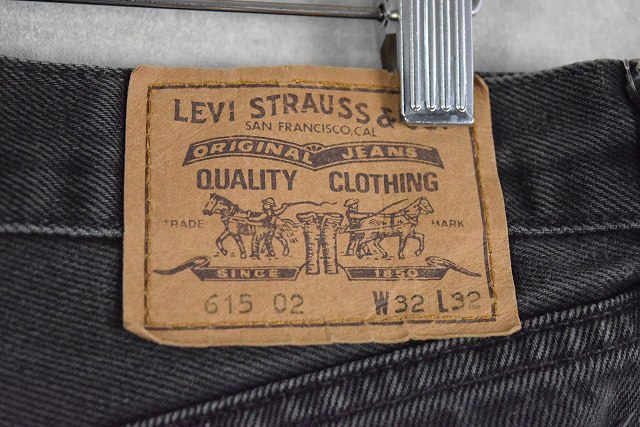 LEVI STRAUSS &
SAN FRANCISCO, CAL
ORIGINAL JEANS
QUALITY CLOTHING
TRADE MARK
SINCE 1850
615 02 W32 L32